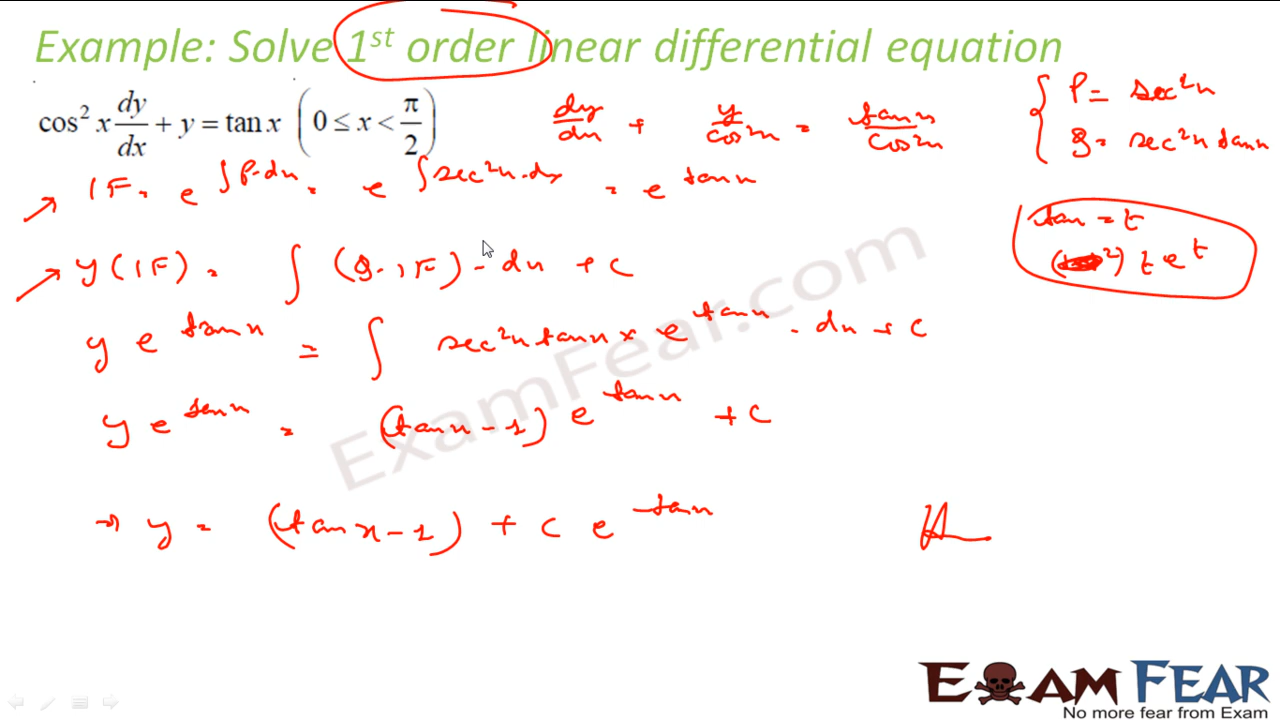 Example: Solve 1st order linear differential equation
cos² x dy/dx + y = tan x (0 ≤ x < π/2)
dy/dx + y/cos²x = tanx/cos²x
P = sec²x
Q = sec²x tanx
→ IF = e^∫P·dx = e^∫sec²x·dx = e^tanx
tan = t
t e^t
→ y(IF) = ∫(Q·IF)·dx + c
y e^tanx = ∫ sec²x tanx × e^tanx · dx + c
y e^tanx = (tanx - 1) e^tanx + c
⇒ y = (tanx - 1) + c e^-tan
ExamFear.com
EXAM FEAR
No more fear from Exam